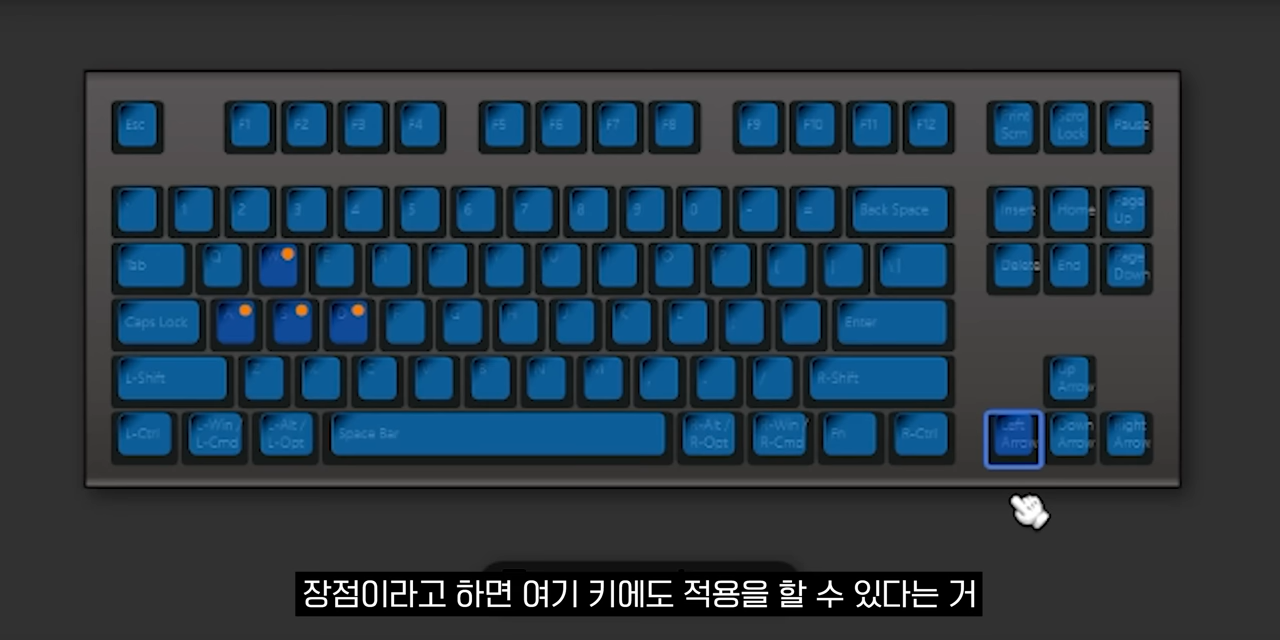 Esc F1 F2 F3 F4 F5 F6 F7 F8 F9 F10 F11 F12 Print Scrn Scroll Lock Pause
1 2 3 4 5 6 7 8 9 0 - = Back Space Insert Home Page Up
Tab Q W E [ ] \| Delete End Page Down
Caps Lock A S D F G H J K L ; Enter
L-Shift Z X C V B N M , . / R-Shift Up Arrow
L-Ctrl L-Win / L-Cmd L-Alt / L-Opt Space Bar R-Alt / R-Opt R-Win / R-Cmd Fn R-Ctrl Left Arrow Down Arrow Right Arrow
장점이라고 하면 여기 키에도 적용을 할 수 있다는 거